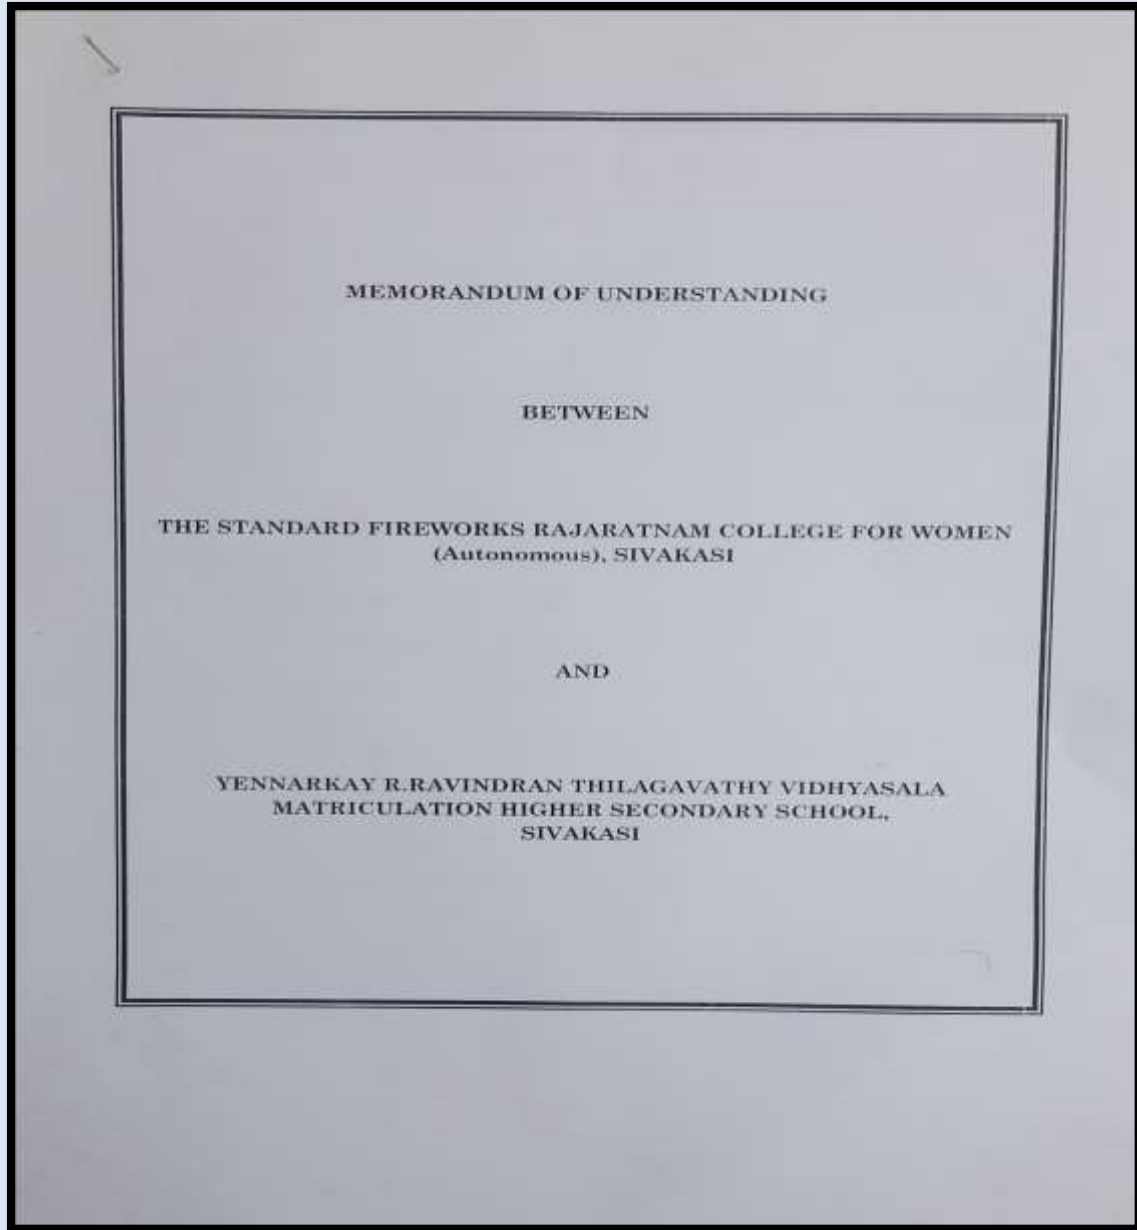 MEMORANDUM OF UNDERSTANDING
BETWEEN
THE STANDARD FIREWORKS RAJARATNAM COLLEGE FOR WOMEN
(Autonomous), SIVAKASI
AND
YENNARKAY R.RAVINDRAN THILAGAVATHY VIDHYASALA
MATRICULATION HIGHER SECONDARY SCHOOL,
SIVAKASI